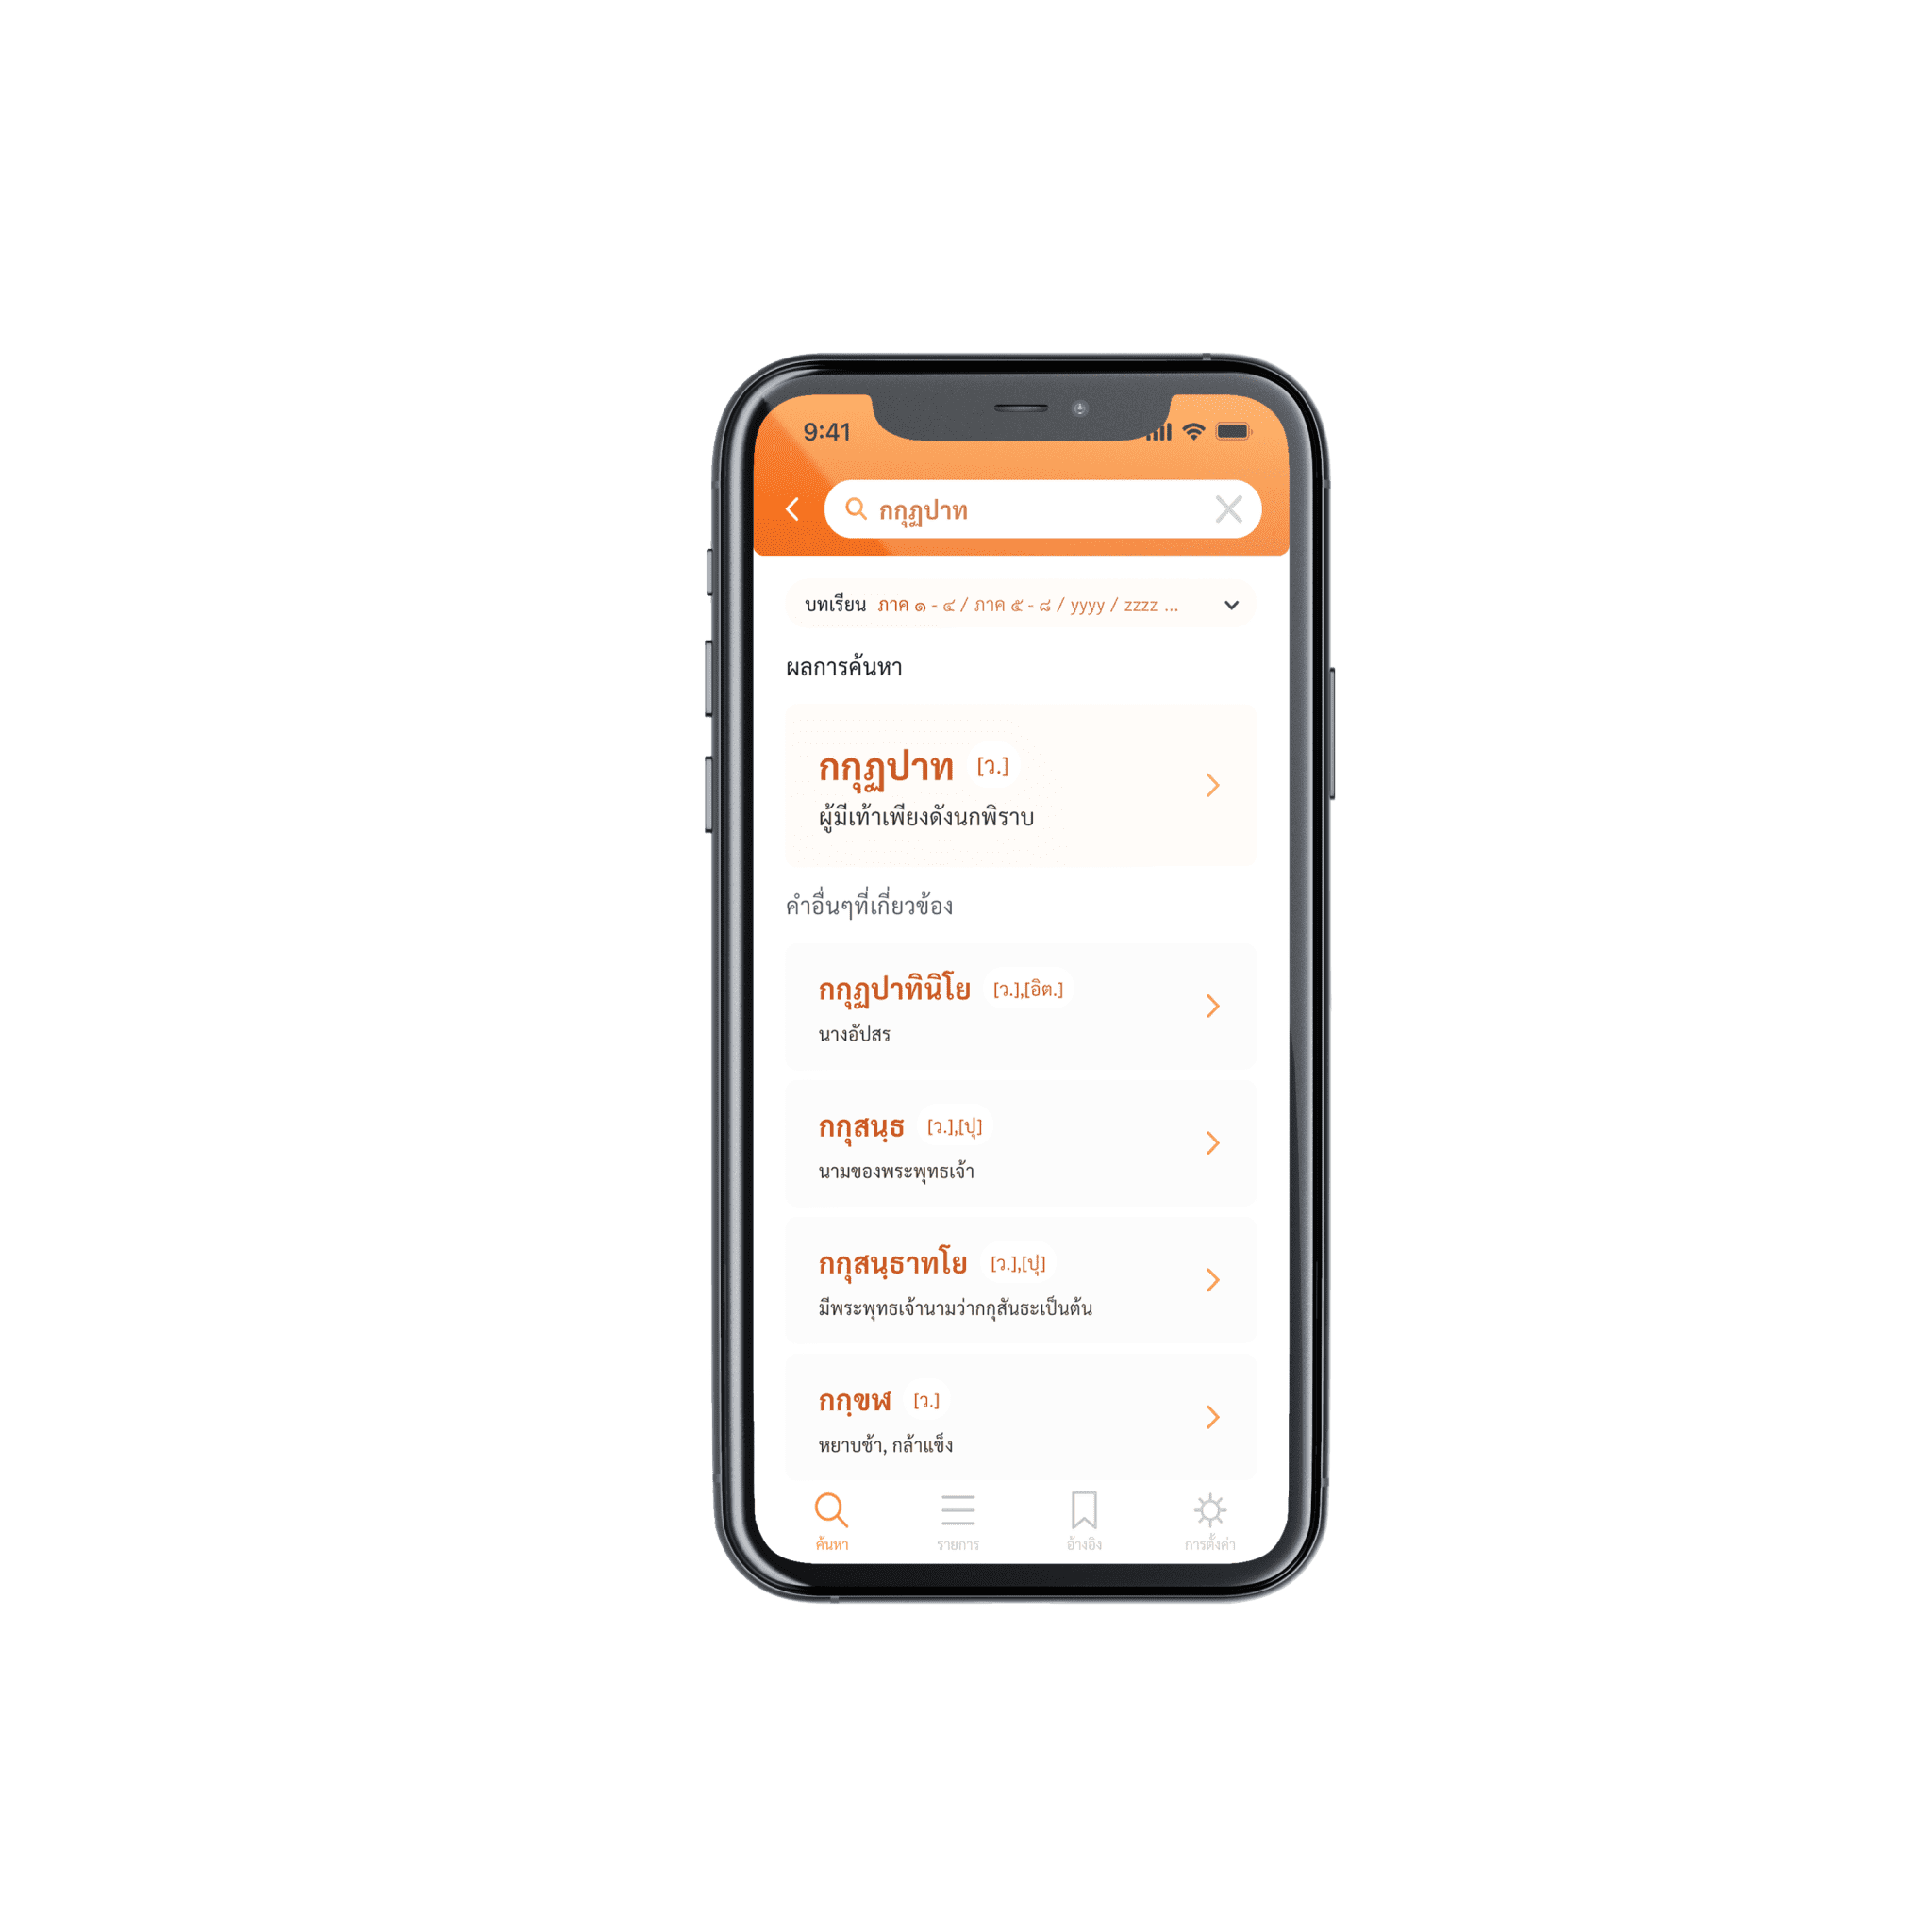 9:41
กกุฏปาท
บทเรียน ภาค ๑ - ๔ / ภาค ๕ - ๘ / yyyy / zzzz ...
ผลการค้นหา
กกุฏปาท [ว.]
ผู้มีเท้าเพียงดังนกพิราบ
คำอื่นๆที่เกี่ยวข้อง
กกุฏปาทินิโย [ว.],[อิต.]
นางอัปสร
กกุสนฺธ [ว.],[ปุ]
นามของพระพุทธเจ้า
กกุสนฺธาทโย [ว.],[ปุ]
มีพระพุทธเจ้านามว่ากกุสันธะเป็นต้น
กกฺขฬ [ว.]
หยาบช้า, กล้าแข็ง
ค้นหา รายการ อ้างอิง การตั้งค่า